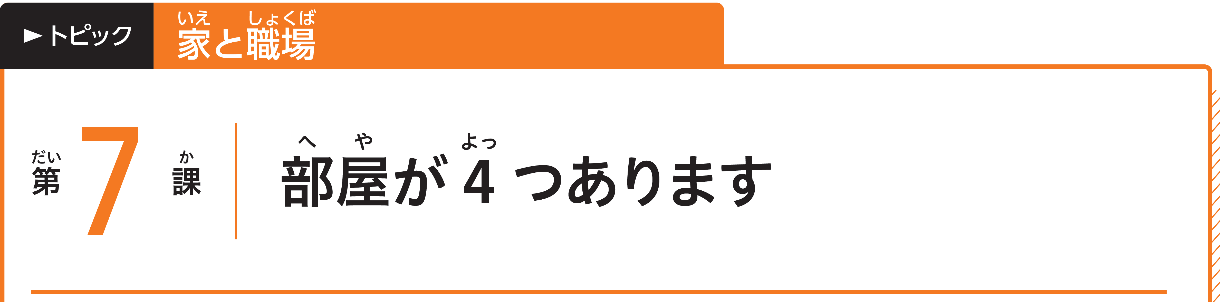 ▶トピック
いえ しょくば
家と職場
だい か
第7課
へ や よっ
部屋が4つあります